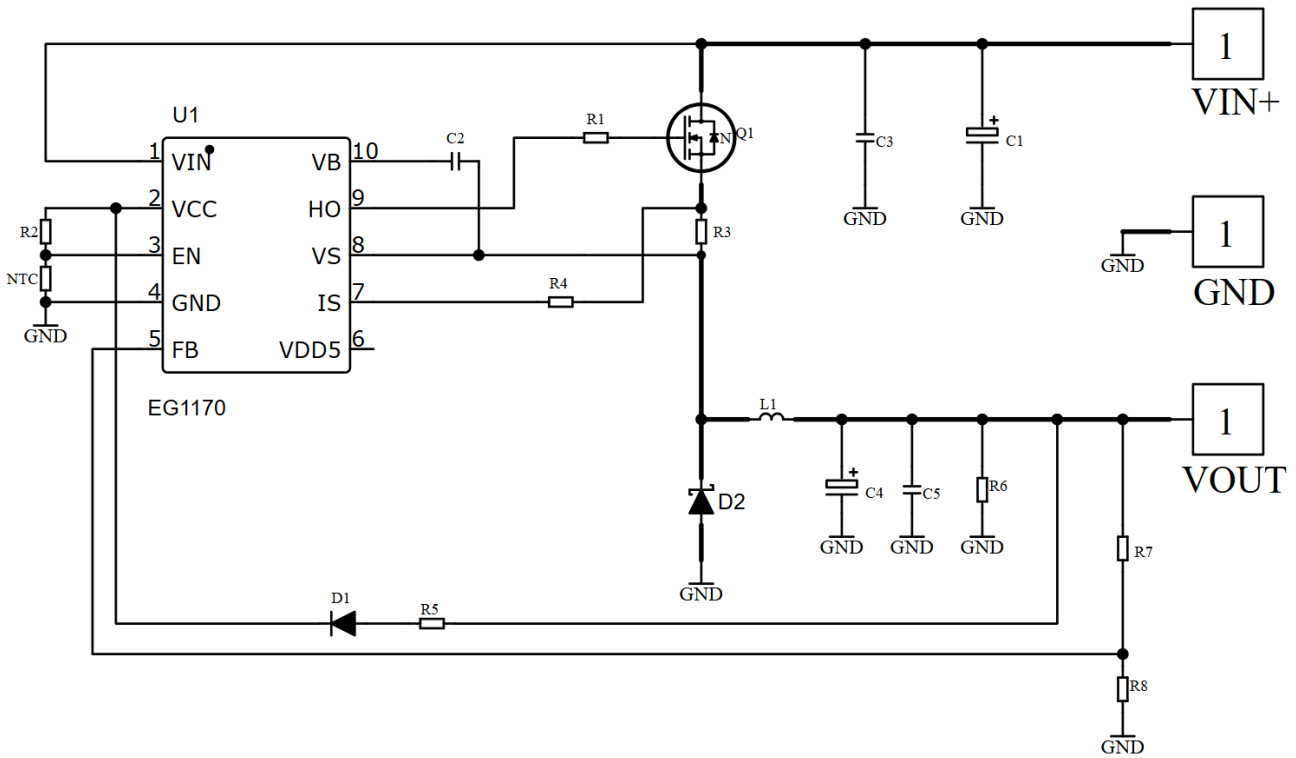 1
VIN+
U1
R1
Q1
N
C3
+
C1
C2
1
VIN
VB
10
2
VCC
HO
9
GND
GND
R2
3
EN
VS
8
R3
1
GND
GND
NTC
4
GND
IS
7
R4
GND
5
FB
VDD5
6
EG1170
L1
1
VOUT
+
C4
C5
R6
D2
GND
GND
GND
R7
GND
D1
R5
R8
GND